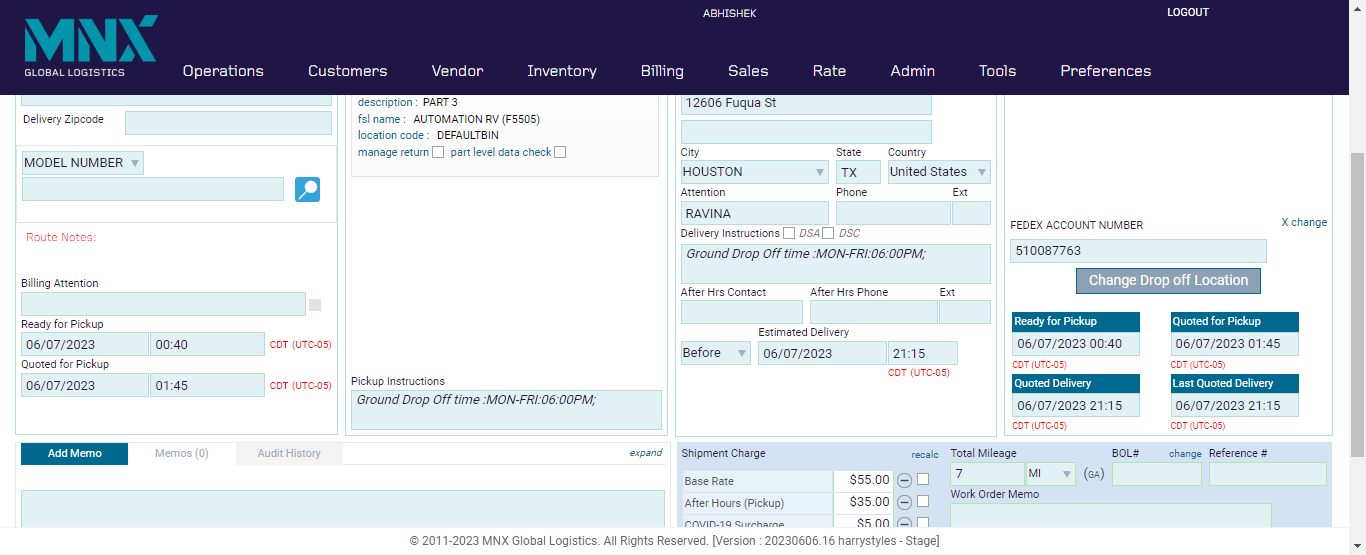 ABHISHEK
LOGOUT
MNX
GLOBAL LOGISTICS
Operations Customers Vendor Inventory Billing Sales Rate Admin Tools Preferences
Delivery Zipcode
MODEL NUMBER
Route Notes:
Billing Attention
Ready for Pickup
06/07/2023 00:40 CDT (UTC-05)
Quoted for Pickup
06/07/2023 01:45 CDT (UTC-05)
description : PART 3
fsl name : AUTOMATION RV (F5505)
location code : DEFAULTBIN
manage return part level data check
Pickup Instructions
Ground Drop Off time :MON-FRI:06:00PM;
12606 Fuqua St
City State Country
HOUSTON TX United States
Attention Phone Ext
RAVINA
Delivery Instructions DSA DSC
Ground Drop Off time :MON-FRI:06:00PM;
After Hrs Contact After Hrs Phone Ext
Estimated Delivery
Before 06/07/2023 21:15
CDT (UTC-05)
X change
FEDEX ACCOUNT NUMBER
510087763
Change Drop off Location
Ready for Pickup Quoted for Pickup
06/07/2023 00:40 06/07/2023 01:45
CDT (UTC-05) CDT (UTC-05)
Quoted Delivery Last Quoted Delivery
06/07/2023 21:15 06/07/2023 21:15
CDT (UTC-05) CDT (UTC-05)
Add Memo Memos (0) Audit History expand
Shipment Charge recalc
Base Rate $55.00
After Hours (Pickup) $35.00
COVID-19 Surcharge $5.00
Total Mileage BOL# change Reference #
7 MI (GA)
Work Order Memo
© 2011-2023 MNX Global Logistics. All Rights Reserved. [Version : 20230606.16 harrystyles - Stage]